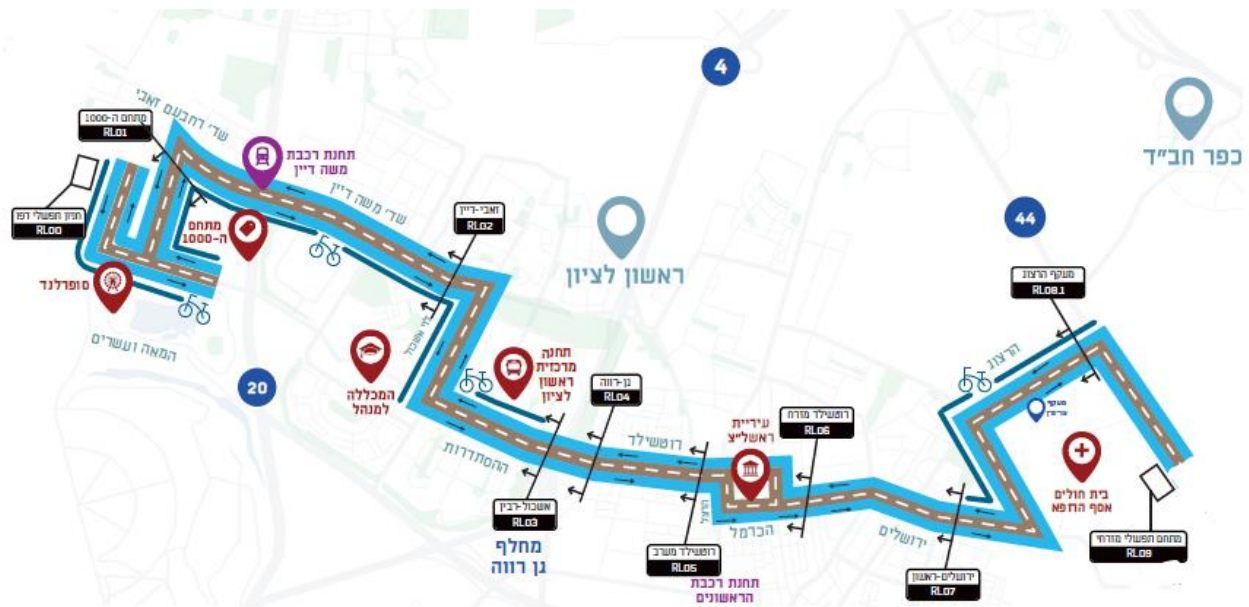 4
כפר חב"ד
שד' רחבעם זאבי
מתחם ה-1000
RL01
תחנת רכבת
משה דיין
שד' משה דיין
זאבי-דיין
RL02
44
ראשון לציון
חניון תפעולי דפו
RL00
מתחם
ה-1000
סופרלנד
המאה ועשרים
20
לוי אשכול
המכללה
למנהל
תחנה
מרכזית
ראשון
לציון
גן-רווה
RL04
מעקף הרצוג
RL08.1
הרצוג
מעקף
בית חולים
אסף הרופא
רוטשילד מזרח
RL06
עיריית
ראשל"צ
רוטשילד
ההסתדרות
אשכול-רבין
RL03
מחלף
גן רווה
רוטשילד מערב
RL05
הכרמל
תחנת רכבת
הראשונים
ירושלים
ירושלים-ראשון
RL07
מתחם תפעולי מזרחי
RL09